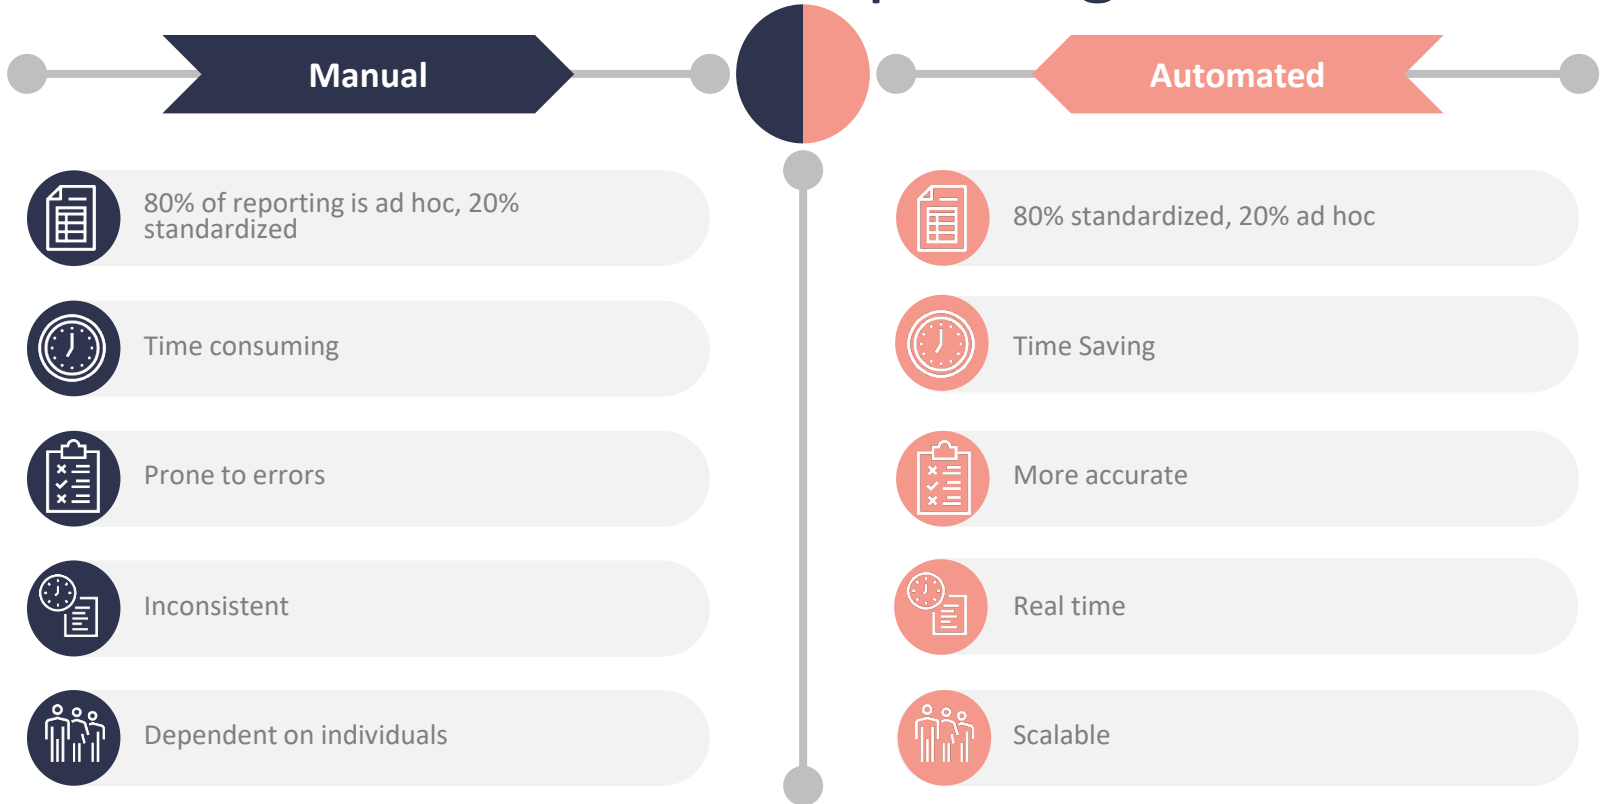 Manual
Automated
80% of reporting is ad hoc, 20%
standardized
80% standardized, 20% ad hoc
Time consuming
Time Saving
Prone to errors
More accurate
Inconsistent
Real time
Dependent on individuals
Scalable